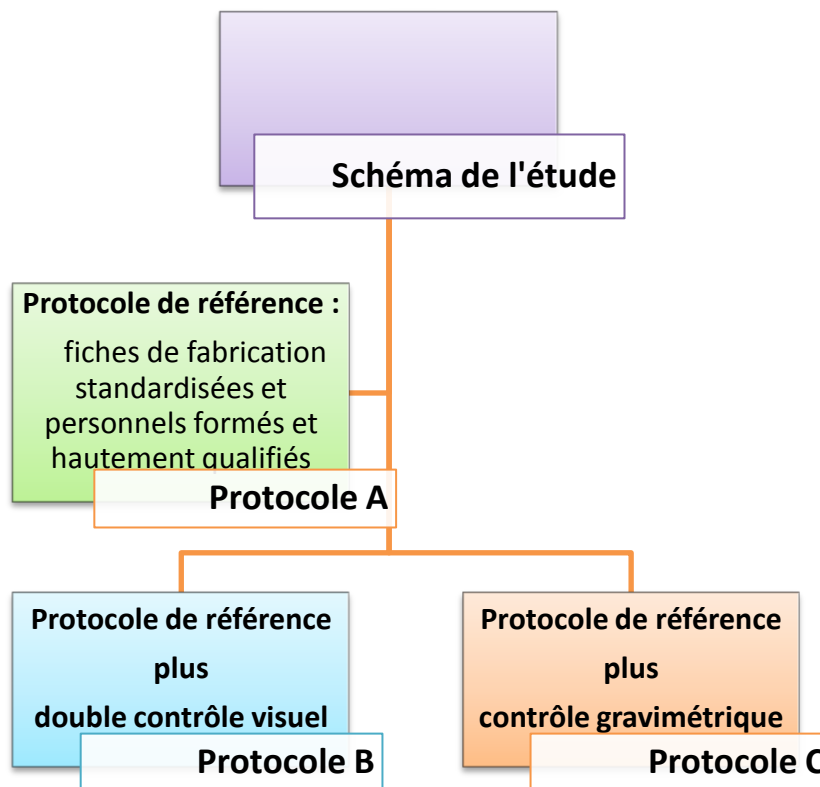 Schéma de l'étude
Protocole de référence :
fiches de fabrication
standardisées et
personnels formés et
hautement qualifiés
Protocole A
Protocole de référence
plus
double contrôle visuel
Protocole B
Protocole de référence
plus
contrôle gravimétrique
Protocole C